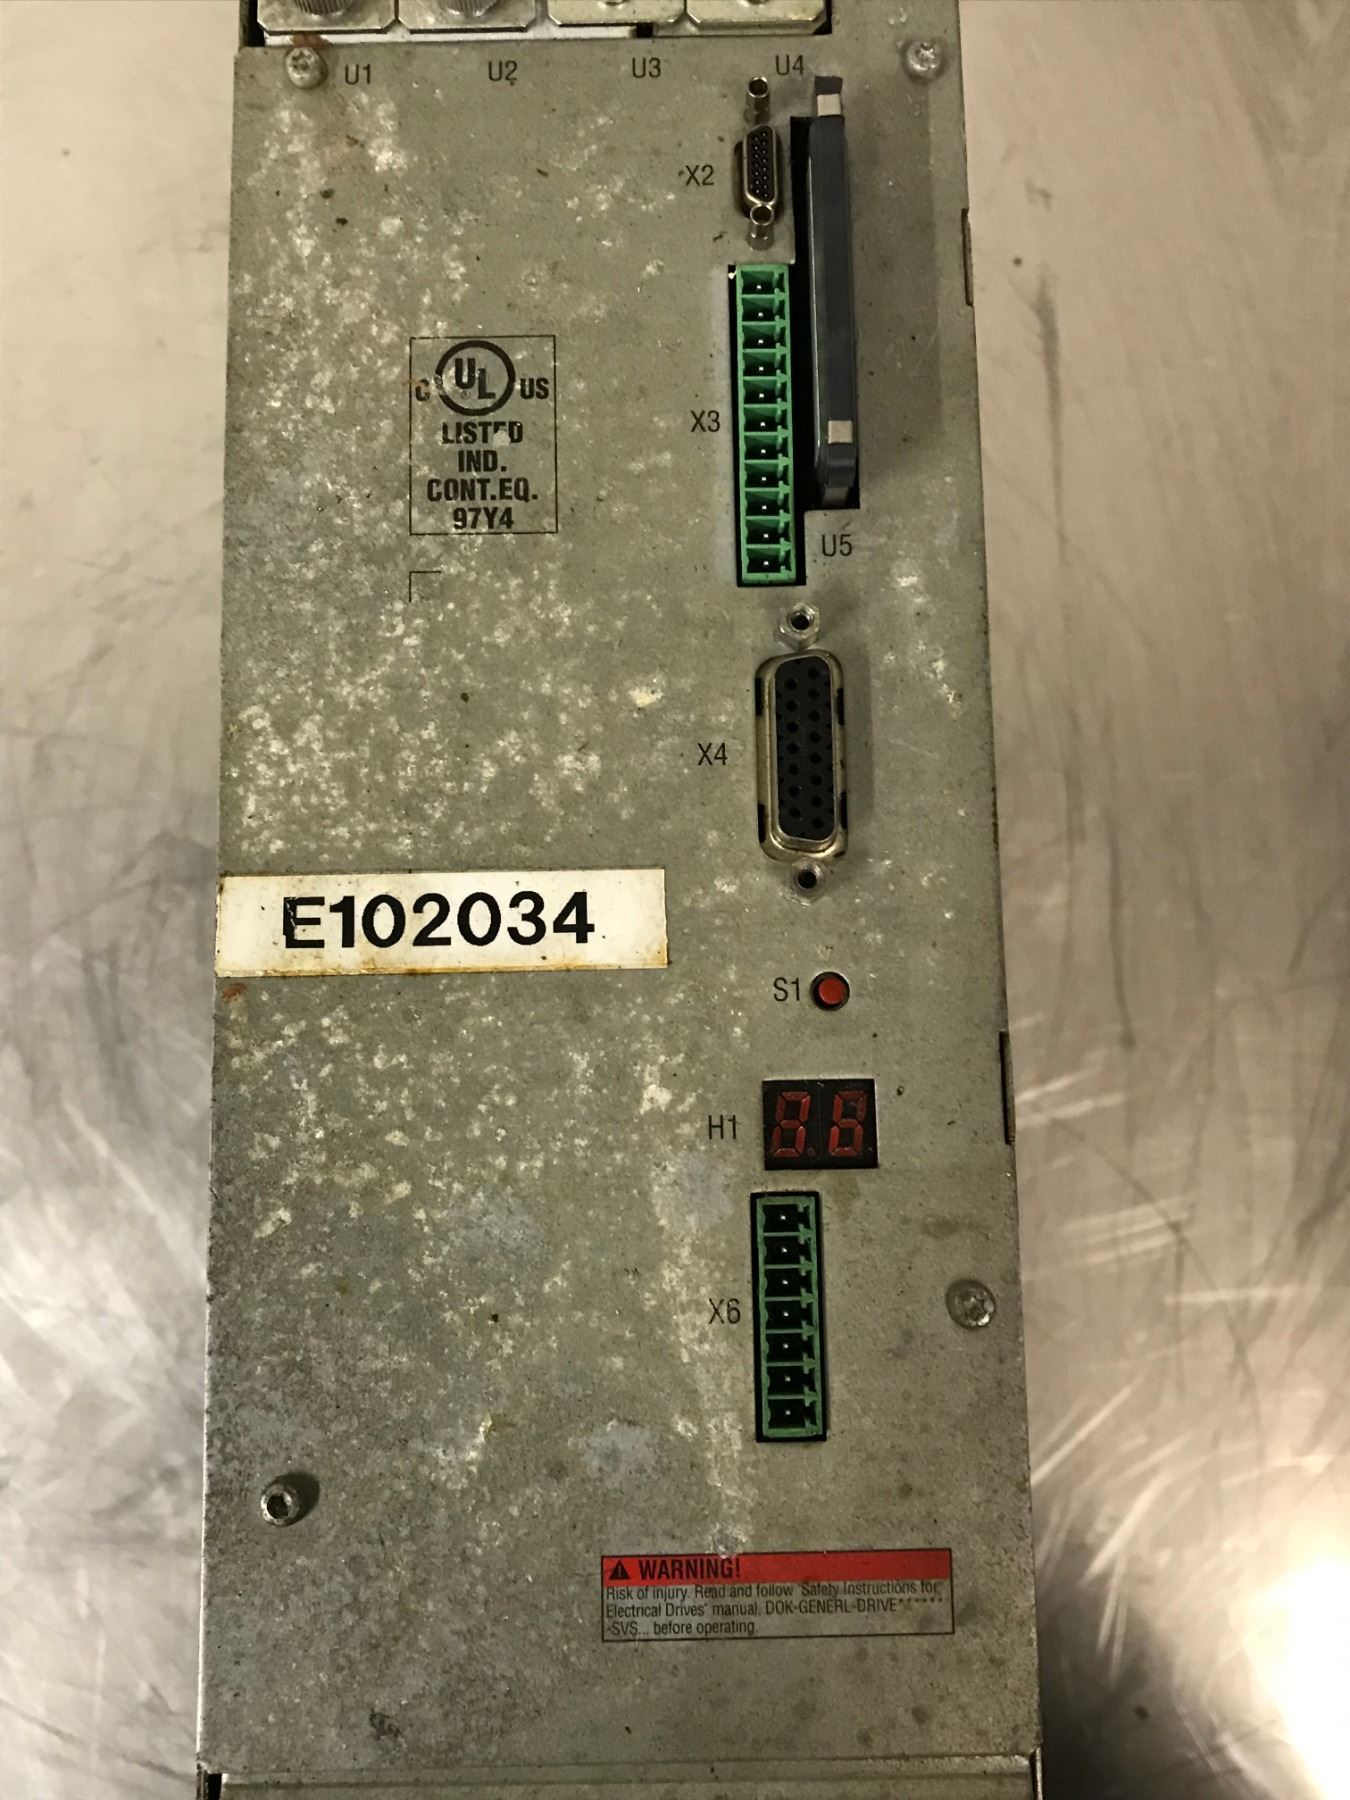 U1 U2 U3 U4
X2
C UL US
LISTED
IND.
CONT.EQ.
97Y4
X3
U5
X4
E102034
S1
H1
X6
WARNING!
Risk of injury. Read and follow "Safety Instructions for
Electrical Drives" manual, DOK-GENERL-DRIVE******
-SVS... before operating.